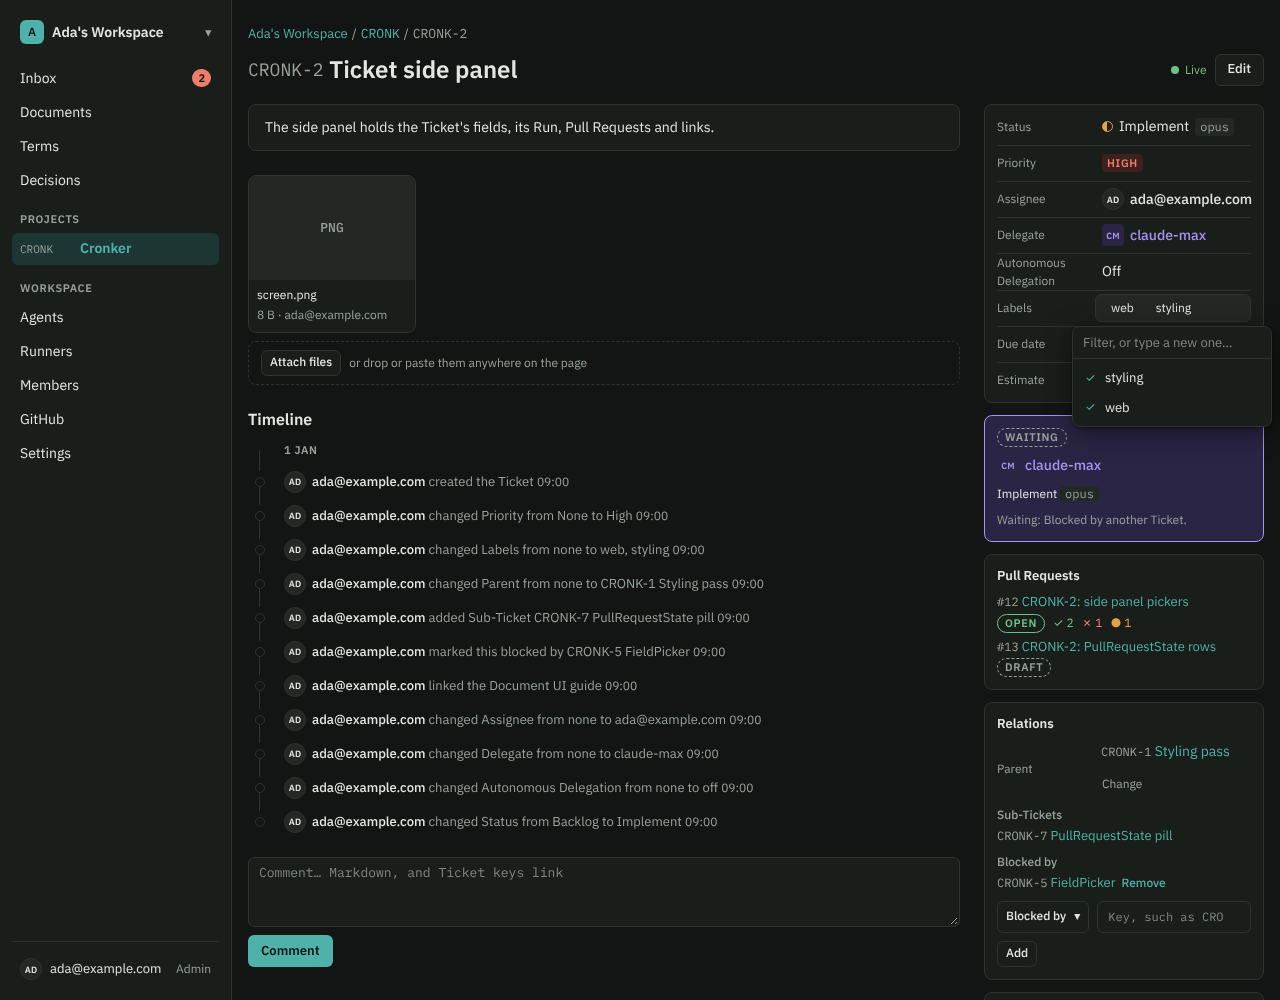 A Ada's Workspace ▾
Inbox 2
Documents
Terms
Decisions
PROJECTS
CRONK Cronker
WORKSPACE
Agents
Runners
Members
GitHub
Settings
AD ada@example.com Admin
Ada's Workspace / CRONK / CRONK-2
CRONK-2 Ticket side panel
Live Edit
The side panel holds the Ticket's fields, its Run, Pull Requests and links.
PNG
screen.png
8 B · ada@example.com
Attach files or drop or paste them anywhere on the page
Timeline
1 JAN
AD ada@example.com created the Ticket 09:00
AD ada@example.com changed Priority from None to High 09:00
AD ada@example.com changed Labels from none to web, styling 09:00
AD ada@example.com changed Parent from none to CRONK-1 Styling pass 09:00
AD ada@example.com added Sub-Ticket CRONK-7 PullRequestState pill 09:00
AD ada@example.com marked this blocked by CRONK-5 FieldPicker 09:00
AD ada@example.com linked the Document UI guide 09:00
AD ada@example.com changed Assignee from none to ada@example.com 09:00
AD ada@example.com changed Delegate from none to claude-max 09:00
AD ada@example.com changed Autonomous Delegation from none to off 09:00
AD ada@example.com changed Status from Backlog to Implement 09:00
Comment… Markdown, and Ticket keys link
Comment
Status Implement opus
Priority HIGH
Assignee AD ada@example.com
Delegate CM claude-max
Autonomous
Delegation Off
Labels web styling
Due date
Estimate
Filter, or type a new one…
✓ styling
✓ web
WAITING
CM claude-max
Implement opus
Waiting: Blocked by another Ticket.
Pull Requests
#12 CRONK-2: side panel pickers
OPEN ✓ 2 × 1 ● 1
#13 CRONK-2: PullRequestState rows
DRAFT
Relations
Parent
CRONK-1 Styling pass
Change
Sub-Tickets
CRONK-7 PullRequestState pill
Blocked by
CRONK-5 FieldPicker Remove
Blocked by ▾ Key, such as CRO
Add